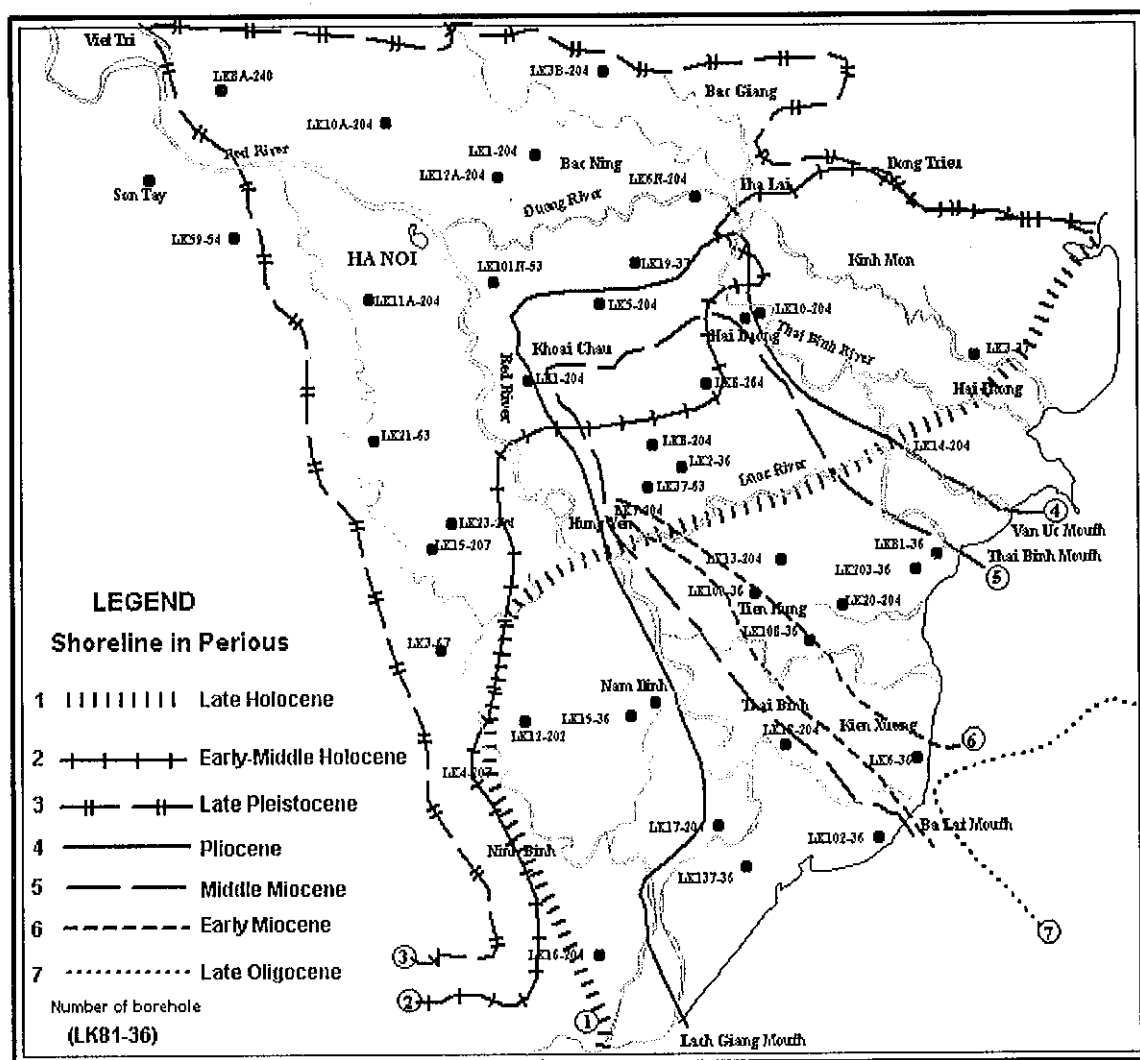 Viet Tri
LK8A-240
LK3B-204
Bac Giang
LK10A-204
Red River
LK1-204
Bac Ning
LK12A-204
Dong Trieu
Son Tay
LK6N-204
Duong River
LK59-54
HA NOI
LK19-37
Kinh Mon
LK101N-53
LK11A-204
LK5-204
LK10-204
Hai Duong
Thai Binh River
Khoai Chau
LK1-204
Red River
LK3-37
LK21-63
LK8-204
LK2-36
LK14-204
Luoc River
LK37-63
LK7-204
Hung Yen
4
Van Uc Mouth
LK15-207
LK13-204
LK81-36
Thai Binh Mouth
LK203-36
5
LK100-36
Tien Hung
LK20-204
LK108-36
LEGEND
Shoreline in Perious
LK3-67
1 Late Holocene
2 Early-Middle Holocene
3 Late Pleistocene
4 Pliocene
5 Middle Miocene
6 Early Miocene
7 Late Oligocene
Number of borehole
(LK81-36)
Nam Dinh
LK15-36
LK12-202
Thai Binh
Kien Xuong
6
LK6-36
LK4-207
LK17-204
Ba Lai Mouth
LK102-36
Ninh Binh
LK137-36
7
3
LK16-204
2
1
Lach Giang Mouth